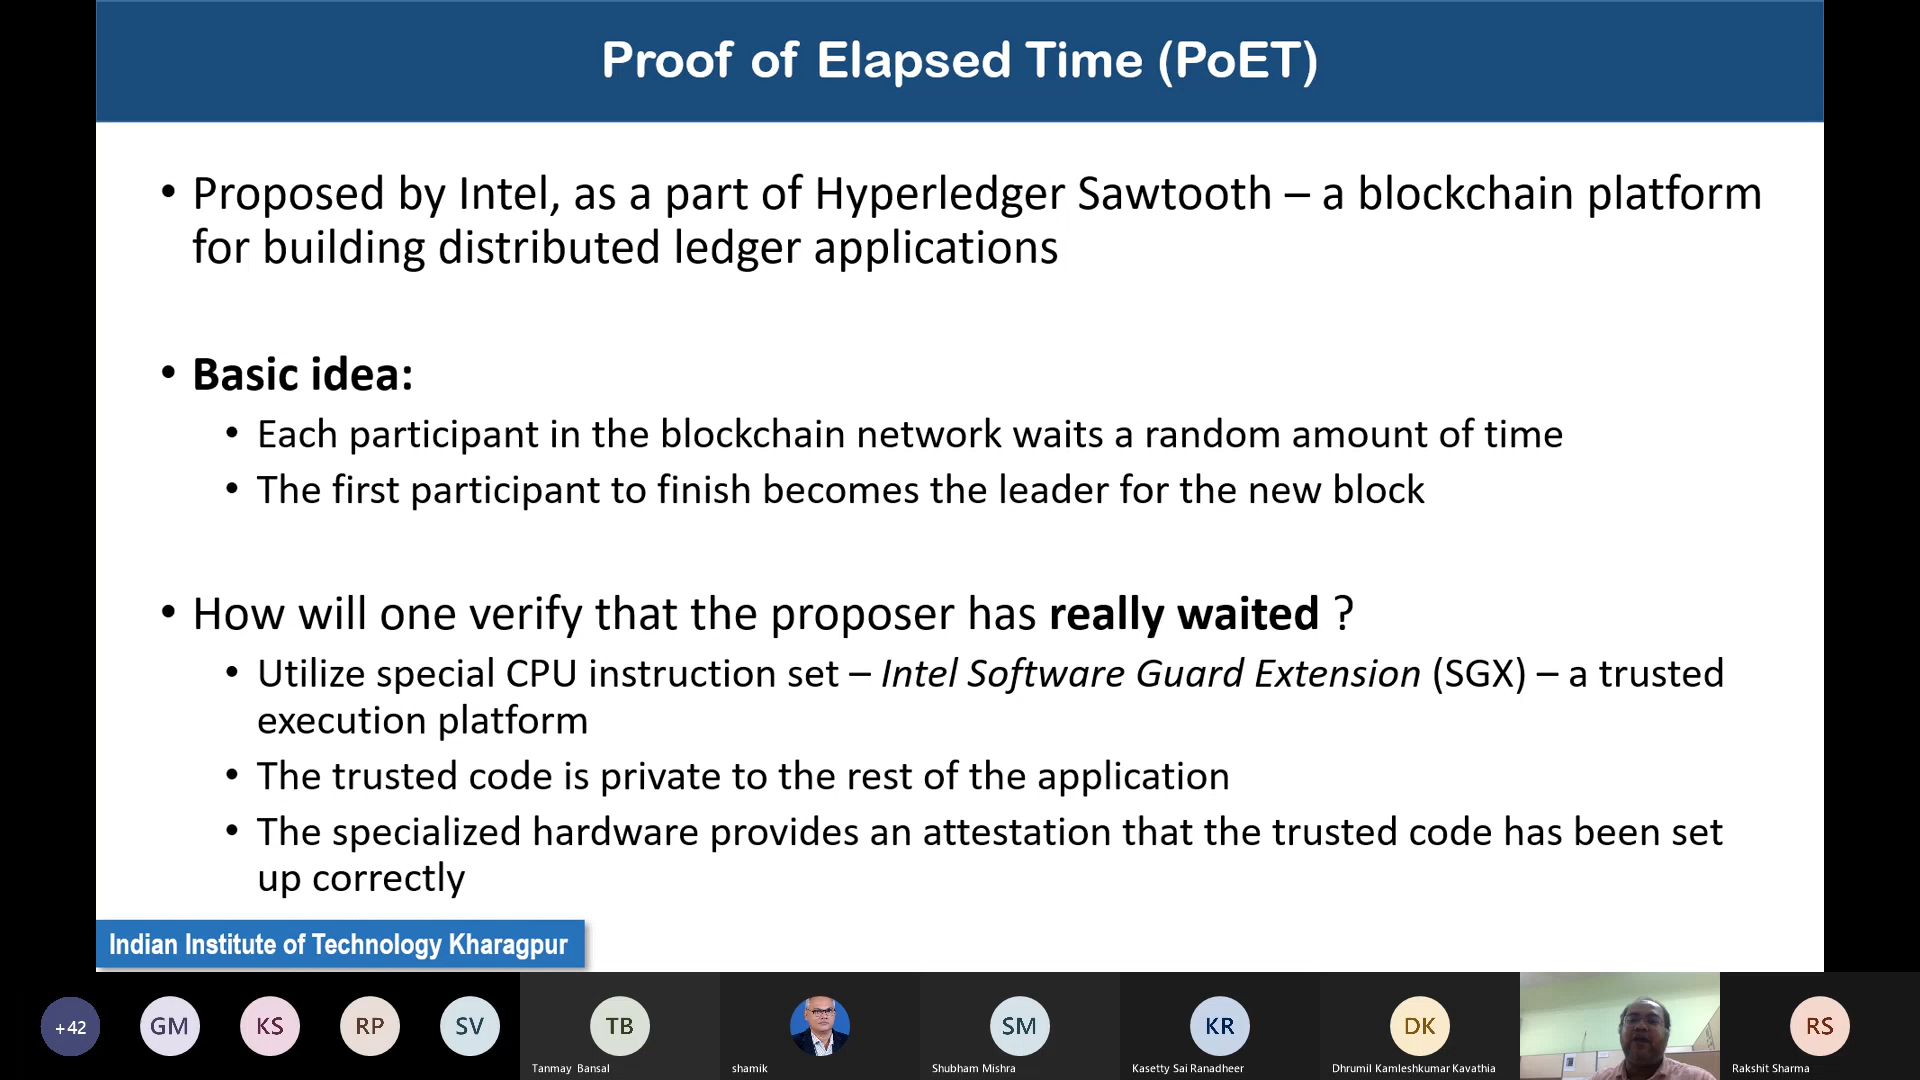 Proof of Elapsed Time (PoET)
• Proposed by Intel, as a part of Hyperledger Sawtooth – a blockchain platform
for building distributed ledger applications
• Basic idea:
• Each participant in the blockchain network waits a random amount of time
• The first participant to finish becomes the leader for the new block
• How will one verify that the proposer has really waited ?
• Utilize special CPU instruction set – Intel Software Guard Extension (SGX) – a trusted
execution platform
• The trusted code is private to the rest of the application
• The specialized hardware provides an attestation that the trusted code has been set
up correctly
Indian Institute of Technology Kharagpur
+42 GM KS RP SV TB SM KR DK RS
Tanmay Bansal shamik Shubham Mishra Kasetty Sai Ranadheer Dhrumil Kamleshkumar Kavathia Rakshit Sharma